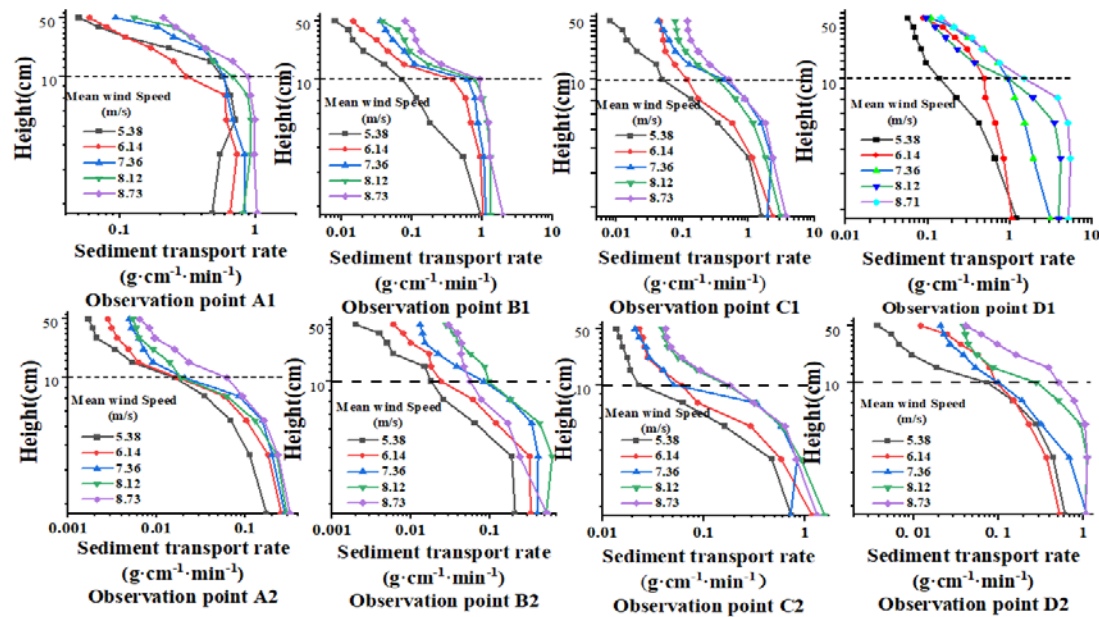 50
10
Height(cm)
Mean wind Speed
(m/s)
5.38
6.14
7.36
8.12
8.73
0.1
1
Sediment transport rate
(g·cm⁻¹·min⁻¹)
Observation point A1
50
10
Height(cm)
Mean wind Speed
(m/s)
5.38
6.14
7.36
8.12
8.73
0.01
0.1
1
10
Sediment transport rate
(g·cm⁻¹·min⁻¹)
Observation point B1
50
10
Height(cm)
Mean wind Speed
(m/s)
5.38
6.14
7.36
8.12
8.73
0.01
0.1
1
10
Sediment transport rate
(g·cm⁻¹·min⁻¹)
Observation point C1
50
10
Height(cm)
Mean wind Speed
(m/s)
5.38
6.14
7.36
8.12
8.71
0.01
0.1
1
10
Sediment transport rate
(g·cm⁻¹·min⁻¹)
Observation point D1
50
10
Height(cm)
Mean wind Speed
(m/s)
5.38
6.14
7.36
8.12
8.73
0.001
0.01
0.1
Sediment transport rate
(g·cm⁻¹·min⁻¹)
Observation point A2
50
10
Height(cm)
Mean wind Speed
(m/s)
5.38
6.14
7.36
8.12
8.73
0.01
0.1
Sediment transport rate
(g·cm⁻¹·min⁻¹)
Observation point B2
50
10
Height(cm)
Mean wind Speed
(m/s)
5.38
6.14
7.36
8.12
8.73
0.01
0.1
1
Sediment transport rate
(g·cm⁻¹·min⁻¹)
Observation point C2
50
10
Height(cm)
Mean wind Speed
(m/s)
5.38
6.14
7.36
8.12
8.73
0.01
0.1
1
Sediment transport rate
(g·cm⁻¹·min⁻¹)
Observation point D2